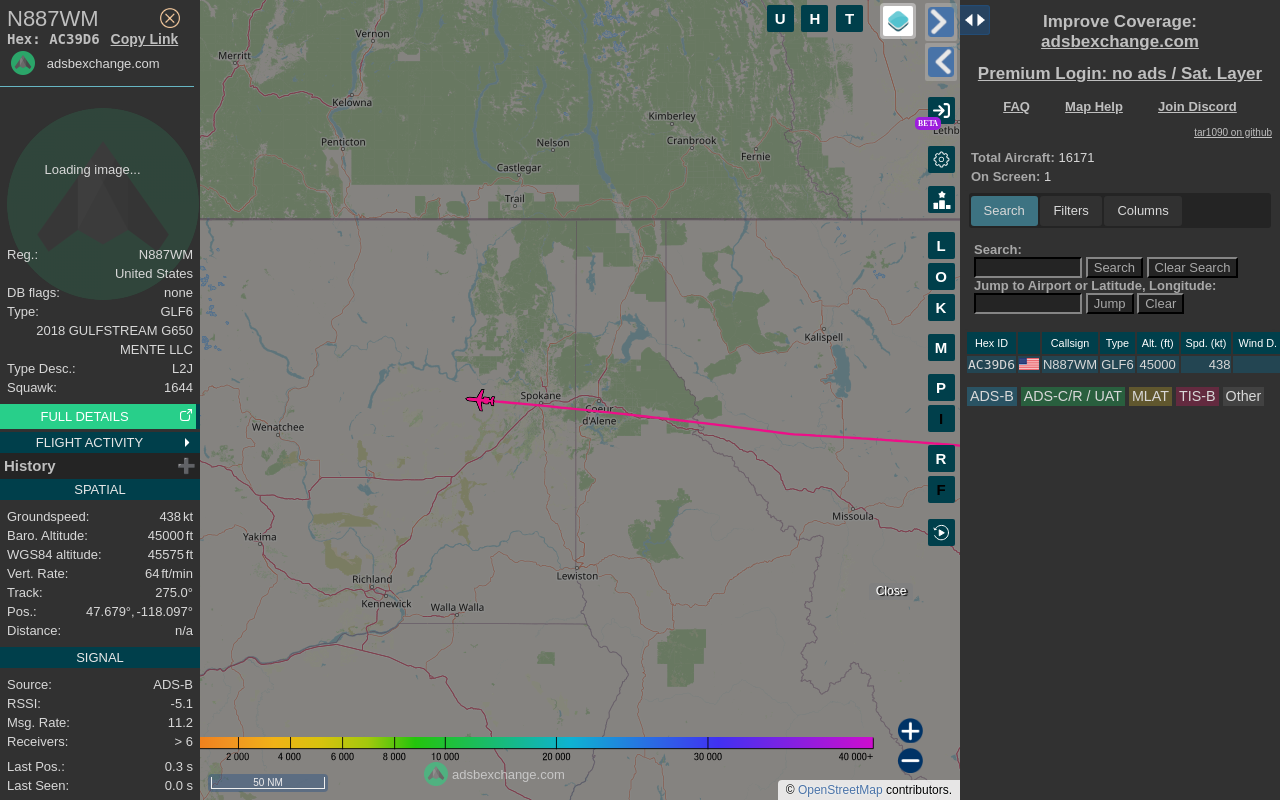 N887WM
Hex: AC39D6 Copy Link
adsbexchange.com
Loading image...
Reg.: N887WM
United States
DB flags: none
Type: GLF6
2018 GULFSTREAM G650
MENTE LLC
Type Desc.: L2J
Squawk: 1644
FULL DETAILS
FLIGHT ACTIVITY
History
SPATIAL
Groundspeed: 438 kt
Baro. Altitude: 45000 ft
WGS84 altitude: 45575 ft
Vert. Rate: 64 ft/min
Track: 275.0°
Pos.: 47.679°, -118.097°
Distance: n/a
SIGNAL
Source: ADS-B
RSSI: -5.1
Msg. Rate: 11.2
Receivers: > 6
Last Pos.: 0.3 s
Last Seen: 0.0 s
Vernon
Merritt
Kelowna
Kimberley
Penticton
Nelson
Cranbrook
Fernie
Castlegar
Trail
Kalispell
Spokane
Coeur
d'Alene
Wenatchee
Missoula
Yakima
Lewiston
Richland
Kennewick
Walla Walla
U H T
BETA
Lethb
L
O
K
M
P
I
R
F
Close
2 000 4 000 6 000 8 000 10 000 20 000 30 000 40 000+
adsbexchange.com
50 NM
© OpenStreetMap contributors.
Improve Coverage:
adsbexchange.com
Premium Login: no ads / Sat. Layer
FAQ Map Help Join Discord
tar1090 on github
Total Aircraft: 16171
On Screen: 1
Search Filters Columns
Search:
Search Clear Search
Jump to Airport or Latitude, Longitude:
Jump Clear
Hex ID Callsign Type Alt. (ft) Spd. (kt) Wind D.
AC39D6 N887WM GLF6 45000 438
ADS-B ADS-C/R / UAT MLAT TIS-B Other